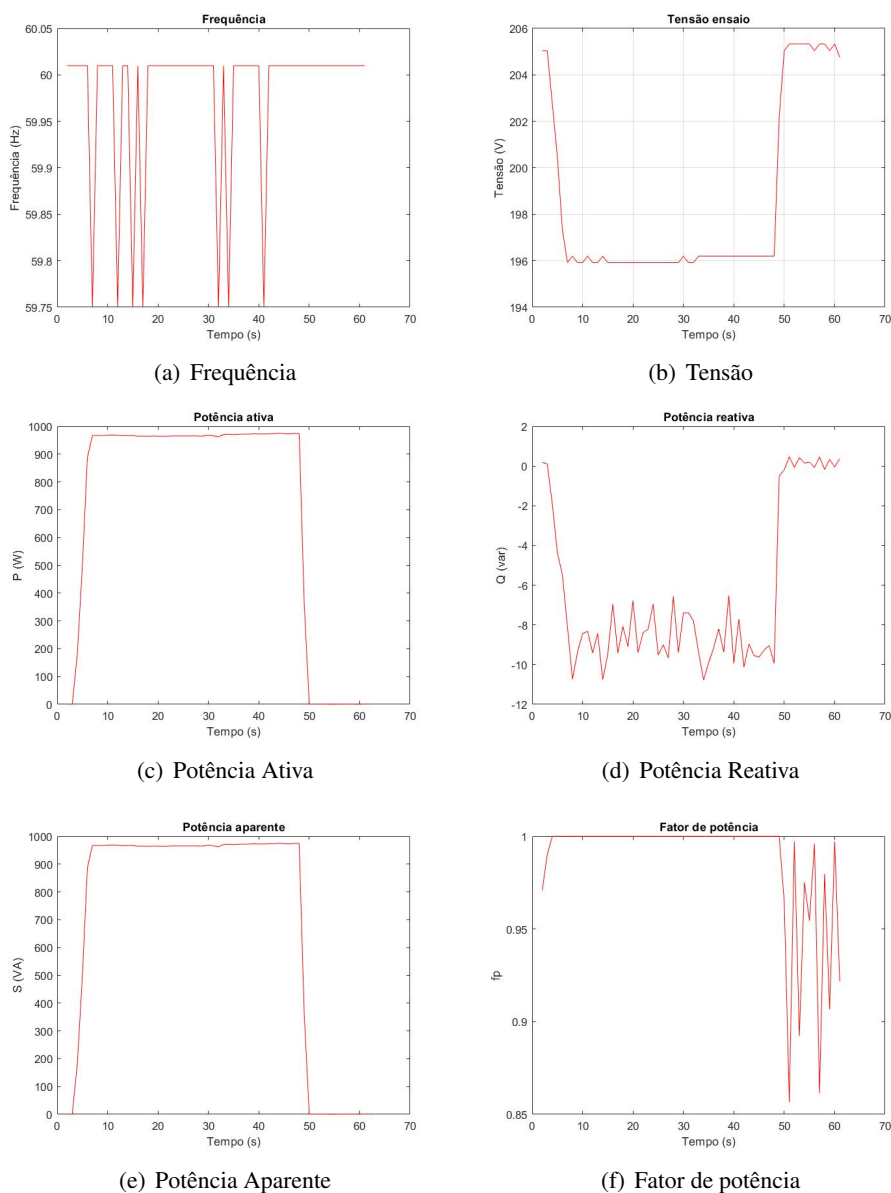 Frequência
60.05
60
59.95
59.9
59.85
59.8
59.75
Frequência (Hz)
0 10 20 30 40 50 60 70
Tempo (s)
(a) Frequência
Tensão ensaio
206
204
202
200
198
196
194
Tensão (V)
0 10 20 30 40 50 60 70
Tempo (s)
(b) Tensão
Potência ativa
1000
900
800
700
600
500
400
300
200
100
0
P (W)
0 10 20 30 40 50 60 70
Tempo (s)
(c) Potência Ativa
Potência reativa
2
0
-2
-4
-6
-8
-10
-12
Q (var)
0 10 20 30 40 50 60 70
Tempo (s)
(d) Potência Reativa
Potência aparente
1000
900
800
700
600
500
400
300
200
100
0
S (VA)
0 10 20 30 40 50 60 70
Tempo (s)
(e) Potência Aparente
Fator de potência
1
0.95
0.9
0.85
fp
0 10 20 30 40 50 60 70
Tempo (s)
(f) Fator de potência